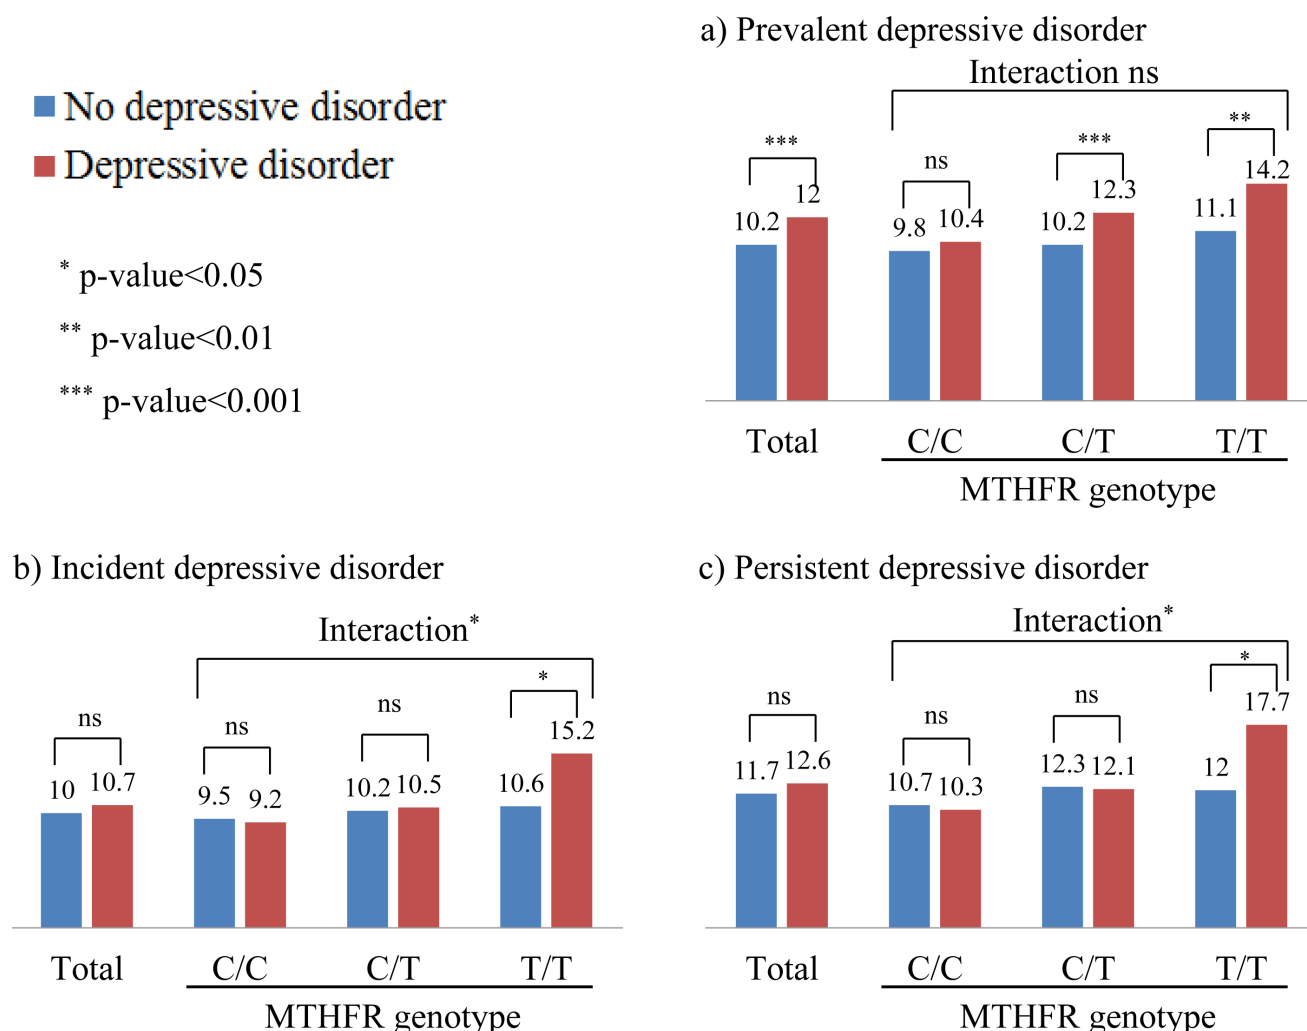 a) Prevalent depressive disorder
Interaction ns
No depressive disorder
Depressive disorder
* p-value<0.05
** p-value<0.01
*** p-value<0.001
*** ns *** **
10.2 12 9.8 10.4 10.2 12.3 11.1 14.2
Total C/C C/T T/T
MTHFR genotype
b) Incident depressive disorder
Interaction*
ns ns ns *
10 10.7 9.5 9.2 10.2 10.5 10.6 15.2
Total C/C C/T T/T
MTHFR genotype
c) Persistent depressive disorder
Interaction*
ns ns ns *
11.7 12.6 10.7 10.3 12.3 12.1 12 17.7
Total C/C C/T T/T
MTHFR genotype